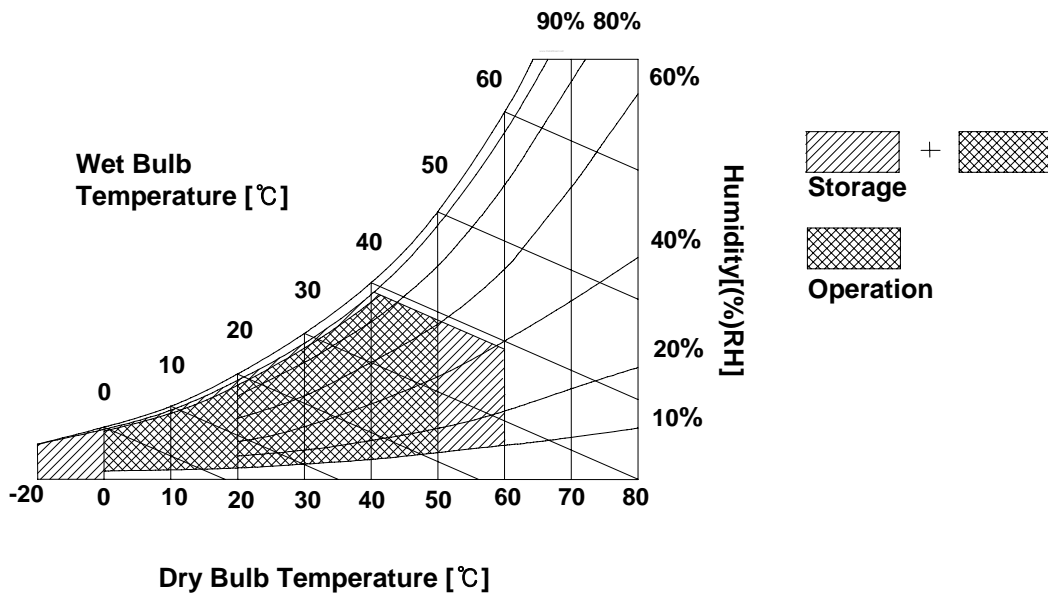 90% 80%
60
60%
50
Wet Bulb
Temperature [℃]
+
Storage
40
40%
30
Humidity[(%)RH]
Operation
20
20%
10
10%
0
-20 0 10 20 30 40 50 60 70 80
Dry Bulb Temperature [℃]